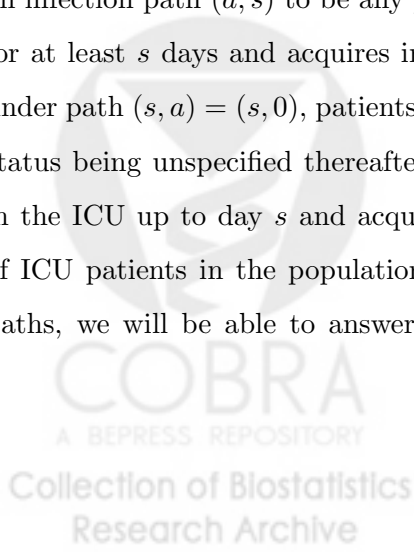 n infection path (a, s) to be any
or at least s days and acquires in
nder path (s, a) = (s, 0), patients
tatus being unspecified thereafte
n the ICU up to day s and acqu
f ICU patients in the population
aths, we will be able to answer
COBRA
A BEPRESS REPOSITORY
Collection of Biostatistics
Research Archive